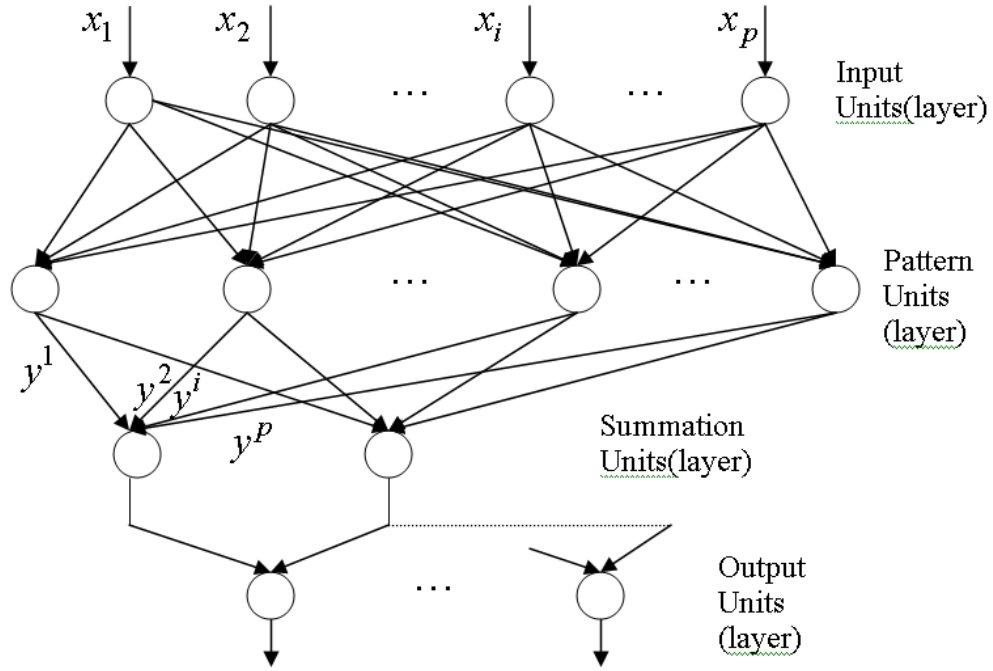 x₁ x₂ xᵢ xₚ
... ...
Input
Units(layer)
... ...
Pattern
Units
(layer)
y¹
y²
yⁱ
yᵖ
Summation
Units(layer)
...
Output
Units
(layer)